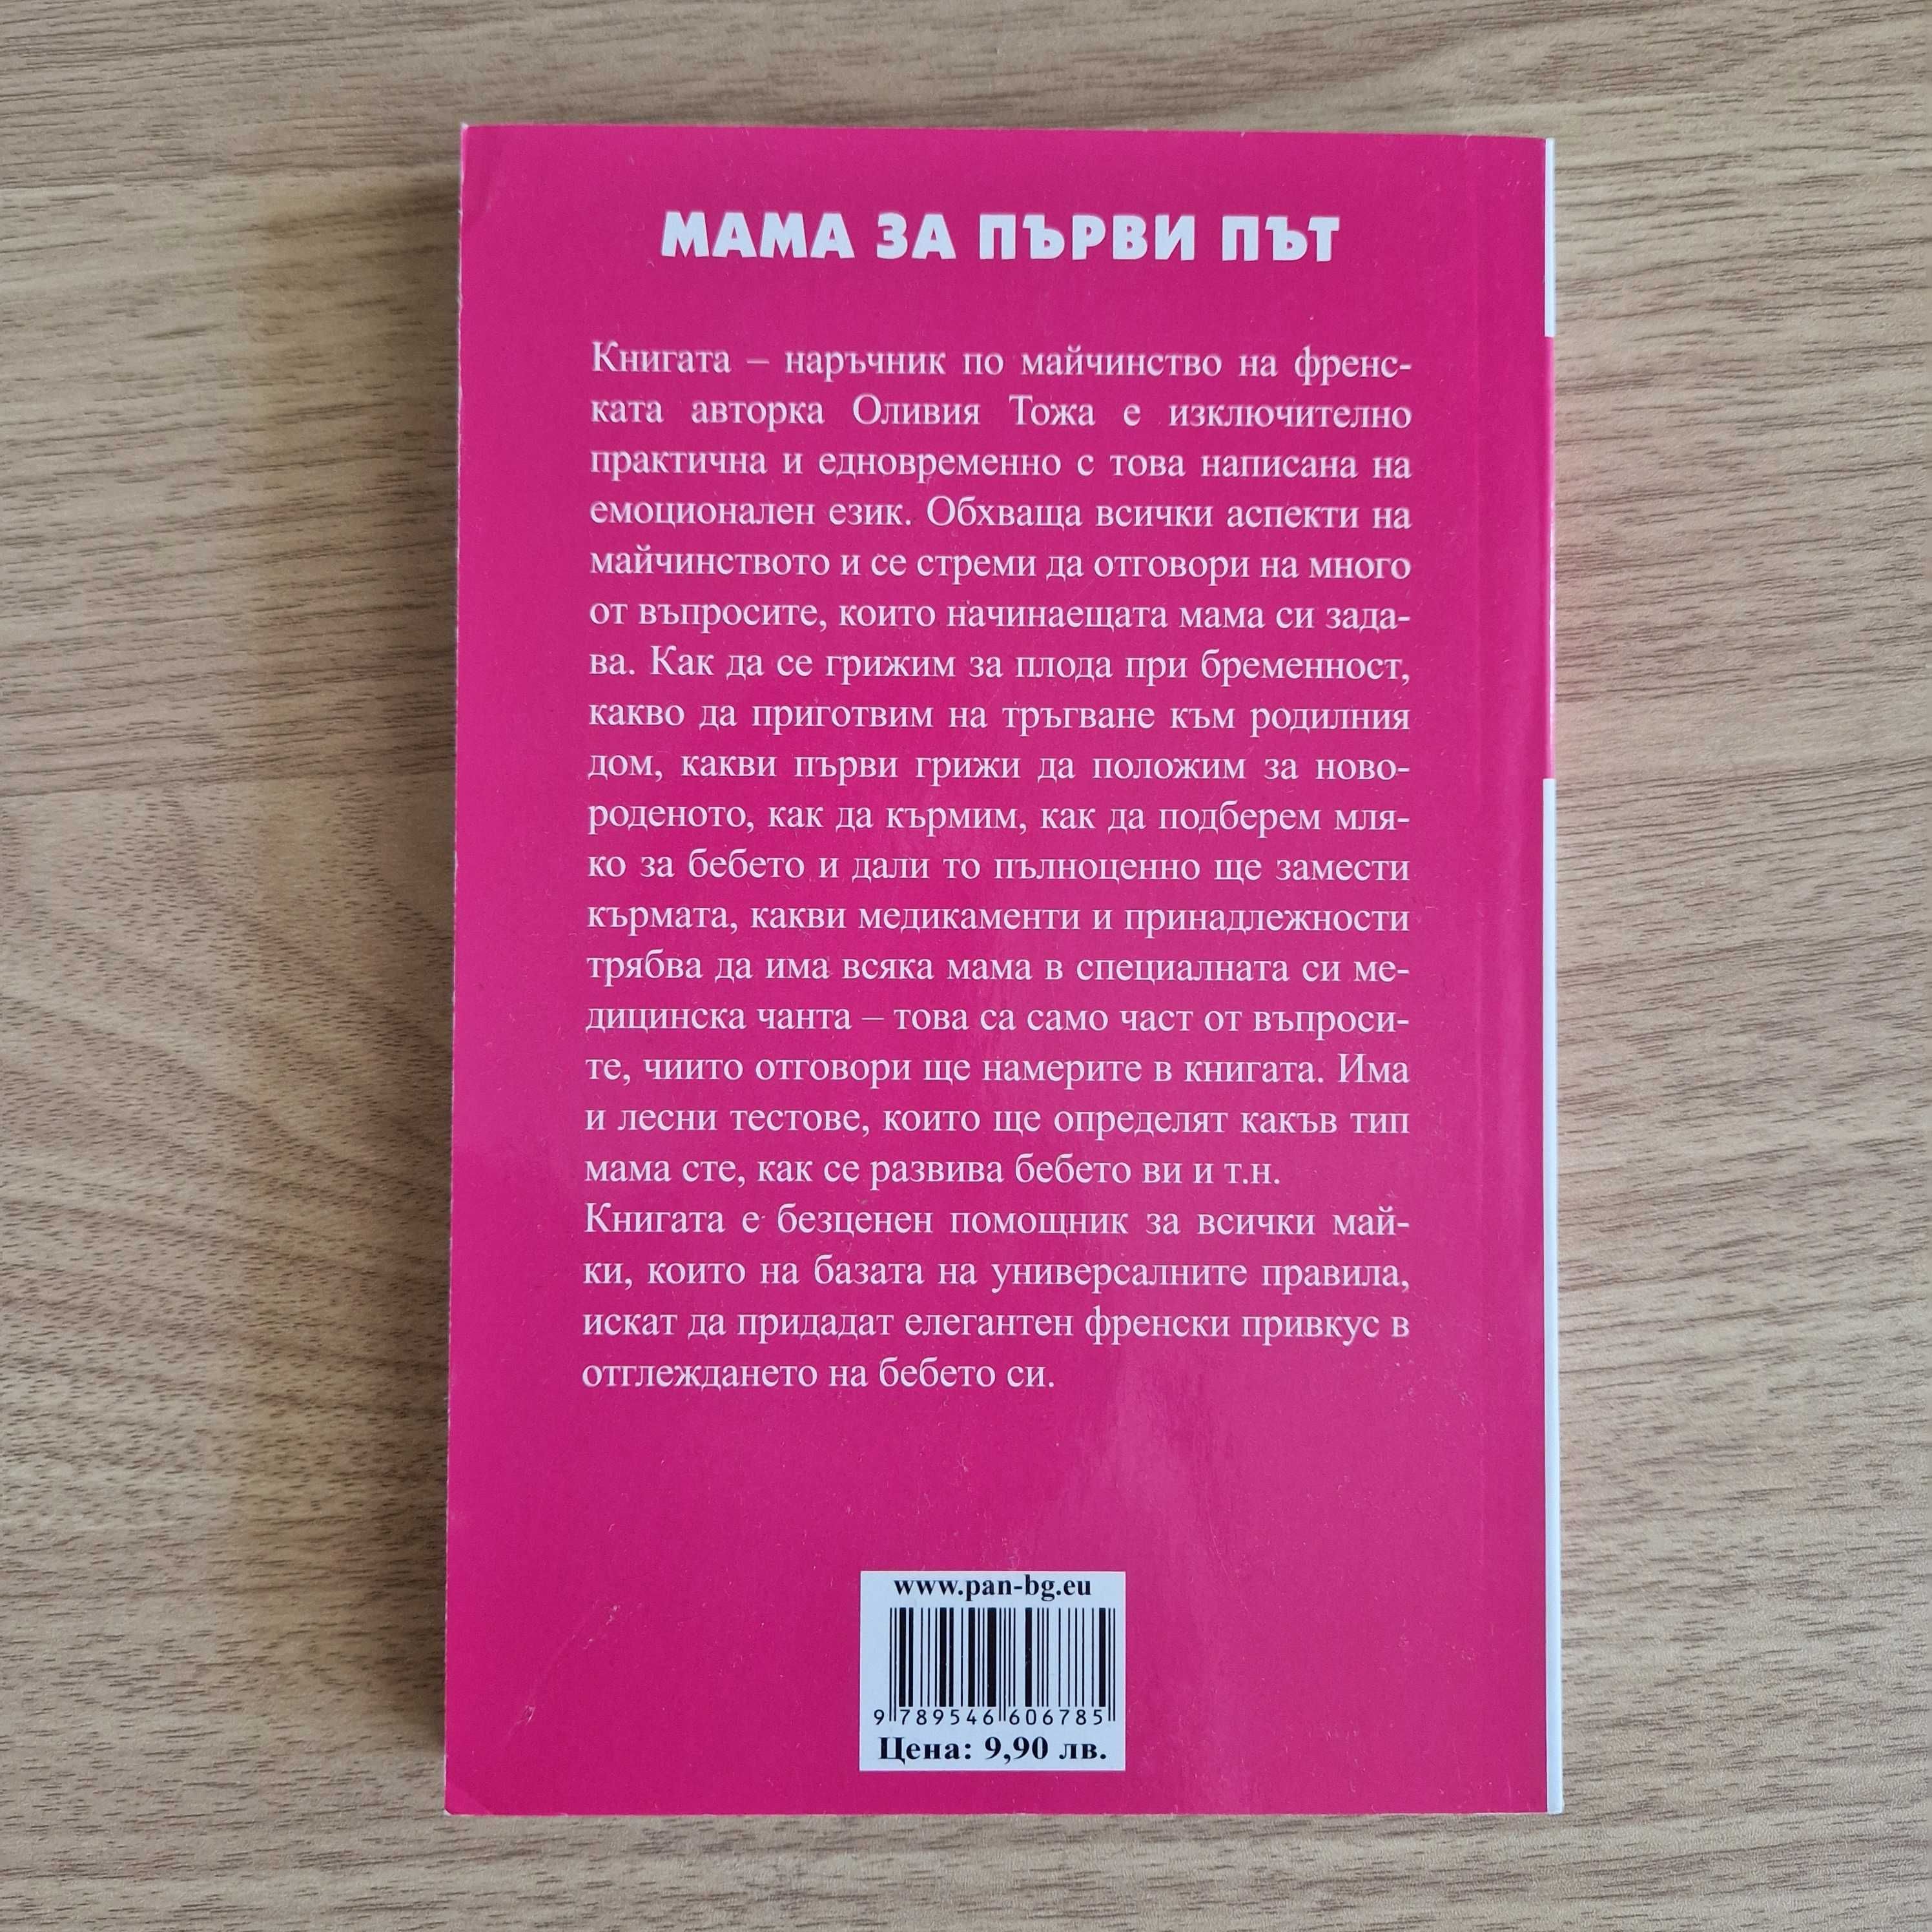 МАМА ЗА ПЪРВИ ПЪТ
Книгата – наръчник по майчинство на френс-
ката авторка Оливия Тожа е изключително
практична и едновременно с това написана на
емоционален език. Обхваща всички аспекти на
майчинството и се стреми да отговори на много
от въпросите, които начинаещата мама си зада-
ва. Как да се грижим за плода при бременност,
какво да приготвим на тръгване към родилния
дом, какви първи грижи да положим за ново-
роденото, как да кърмим, как да подберем мля-
ко за бебето и дали то пълноценно ще замести
кърмата, какви медикаменти и принадлежности
трябва да има всяка мама в специалната си ме-
дицинска чанта – това са само част от въпроси-
те, чиито отговори ще намерите в книгата. Има
и лесни тестове, които ще определят какъв тип
мама сте, как се развива бебето ви и т.н.
Книгата е безценен помощник за всички май-
ки, които на базата на универсалните правила,
искат да придадат елегантен френски привкус в
отглеждането на бебето си.
www.pan-bg.eu
9 789546 606785
Цена: 9,90 лв.